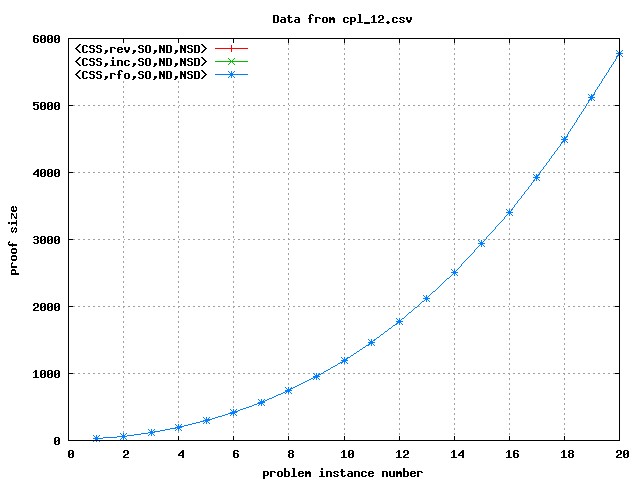 Data from cpl_12.csv
6000
5000
4000
3000
2000
1000
0
proof size
<CSS,rev,SO,ND,NSD>
<CSS,inc,SO,ND,NSD>
<CSS,rfo,SO,ND,NSD>
0 2 4 6 8 10 12 14 16 18 20
problem instance number